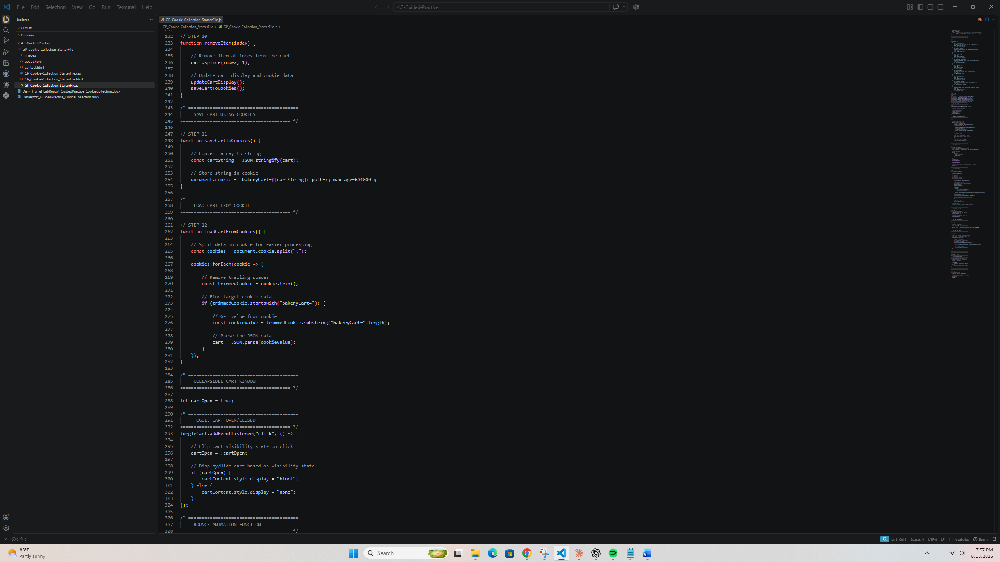 File Edit Selection View Go Run Terminal Help
4.3-Guided-Practice
Explorer
Outline
Timeline
4.3-Guided-Practice
GP_Cookie-Collection_StarterFile
images
about.html
contact.html
GP_Cookie-Collection_StarterFile.css
GP_Cookie-Collection_StarterFile.html
GP_Cookie-Collection_StarterFile.js
Daryl_Hymel_LabReport_GuidedPractice_CookieCollection.docx
LabReport_GuidedPractice_CookieCollection.docx
GP_Cookie-Collection_StarterFile.js
GP_Cookie-Collection_StarterFile > JS GP_Cookie-Collection_StarterFile.js > ...
231
232 // STEP 10
233 function removeItem(index) {
234
235 // Remove item at index from the cart
236 cart.splice(index, 1);
237
238 // Update cart display and cookie data
239 updateCartDisplay();
240 saveCartToCookies();
241 }
242
243 /* =========================================
244 SAVE CART USING COOKIES
245 ========================================= */
246
247 // STEP 11
248 function saveCartToCookies() {
249
250 // Convert array to string
251 const cartString = JSON.stringify(cart);
252
253 // Store string in cookie
254 document.cookie = `bakeryCart=${cartString}; path=/; max-age=604800`;
255 }
256
257 /* =========================================
258 LOAD CART FROM COOKIE
259 ========================================= */
260
261 // STEP 12
262 function loadCartFromCookies() {
263
264 // Split data in cookie for easier processing
265 const cookies = document.cookie.split(";");
266
267 cookies.forEach(cookie => {
268
269 // Remove trailing spaces
270 const trimmedCookie = cookie.trim();
271
272 // Find target cookie data
273 if (trimmedCookie.startsWith("bakeryCart=")) {
274
275 // Get value from cookie
276 const cookieValue = trimmedCookie.substring("bakeryCart=".length);
277
278 // Parse the JSON data
279 cart = JSON.parse(cookieValue);
280 }
281 });
282 }
283
284 /* =========================================
285 COLLAPSIBLE CART WINDOW
286 ========================================= */
287
288 let cartOpen = true;
289
290 /* =========================================
291 TOGGLE CART OPEN/CLOSED
292 ========================================= */
293 toggleCart.addEventListener("click", () => {
294
295 // Flip cart visibility state on click
296 cartOpen = !cartOpen;
297
298 // Display/Hide cart based on visibility state
299 if (cartOpen) {
300 cartContent.style.display = "block";
301 } else {
302 cartContent.style.display = "none";
303 }
304 });
305
306 /* =========================================
307 BOUNCE ANIMATION FUNCTION
308 ========================================= */
0 0
Ln 1, Col 1 Spaces: 4 UTF-8 LF {} JavaScript Sign In
83°F
Partly sunny
Search
7:57 PM
8/18/2026